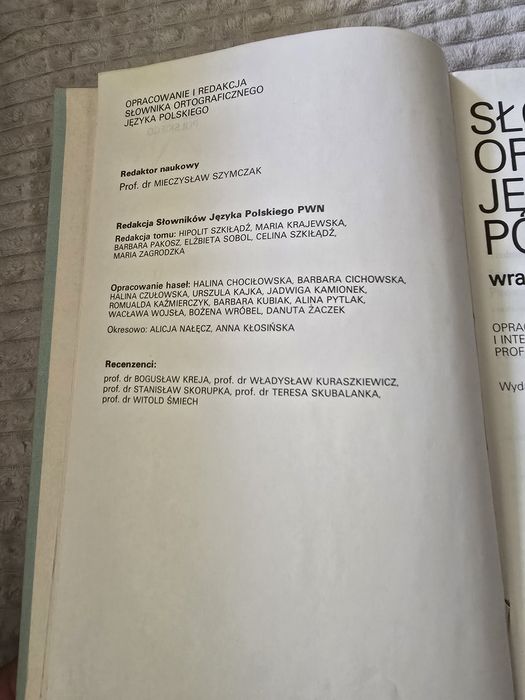 OPRACOWANIE I REDAKCJA
SŁOWNIKA ORTOGRAFICZNEGO
JĘZYKA POLSKIEGO
Redaktor naukowy
Prof. dr MIECZYSŁAW SZYMCZAK
Redakcja Słowników Języka Polskiego PWN
Redakcja tomu: HIPOLIT SZKIŁĄDŹ, MARIA KRAJEWSKA,
BARBARA PAKOSZ, ELŻBIETA SOBOL, CELINA SZKIŁĄDŹ,
MARIA ZAGRODZKA
Opracowanie haseł: HALINA CHOCIŁOWSKA, BARBARA CICHOWSKA,
HALINA CZUŁOWSKA, URSZULA KAJKA, JADWIGA KAMIONEK,
ROMUALDA KAŹMIERCZYK, BARBARA KUBIAK, ALINA PYTLAK,
WACŁAWA WOJSŁA, BOŻENA WRÓBEL, DANUTA ŻACZEK
Okresowo: ALICJA NAŁĘCZ, ANNA KŁOSIŃSKA
Recenzenci:
prof. dr BOGUSŁAW KREJA, prof. dr WŁADYSŁAW KURASZKIEWICZ,
prof. dr STANISŁAW SKORUPKA, prof. dr TERESA SKUBALANKA,
prof. dr WITOLD ŚMIECH
SŁO
OR
JĘ
PO
wra
OPRAC
I INTE
PROF
Wyd